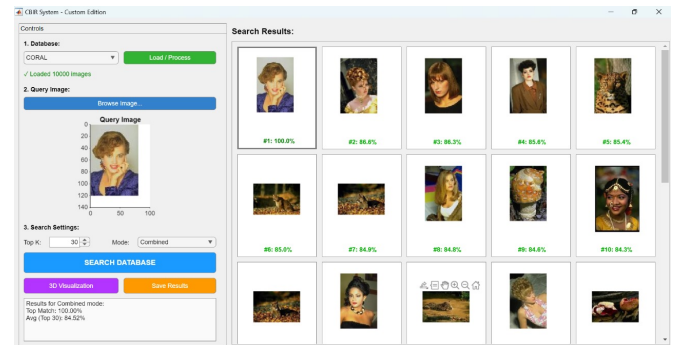 CBIR System - Custom Edition
Controls
1. Database:
CORAL
Load / Process
√ Loaded 10000 images
2. Query Image:
Browse Image...
Query Image
0
20
40
60
80
100
120
140
0 50 100
3. Search Settings:
Top K: 30 Mode: Combined
SEARCH DATABASE
3D Visualization
Save Results
Results for Combined mode:
Top Match: 100.00%
Avg (Top 30): 84.52%
Search Results:
#1: 100.0% #2: 86.6% #3: 86.3% #4: 85.6% #5: 85.4%
#6: 85.0% #7: 84.9% #8: 84.8% #9: 84.6% #10: 84.3%